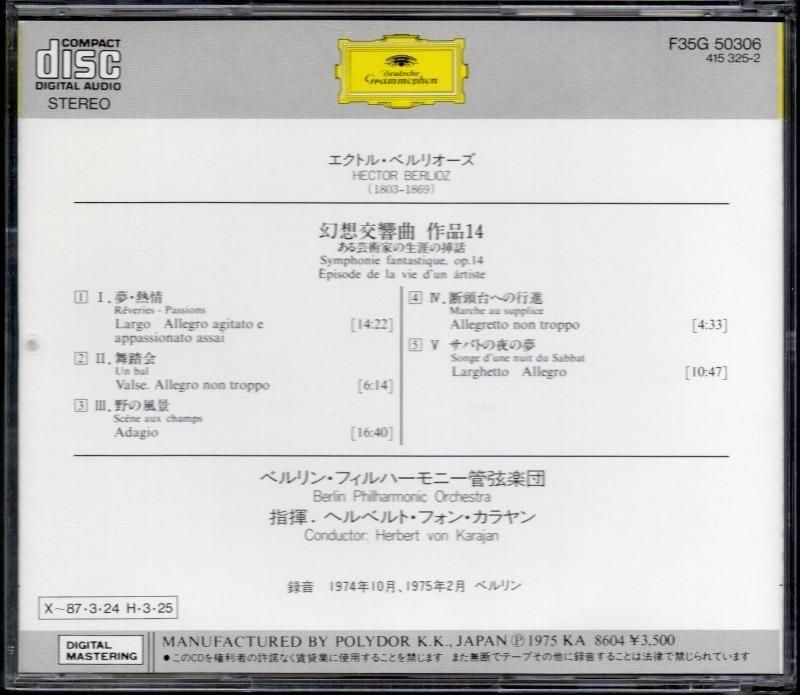 COMPACT
disc
DIGITAL AUDIO
STEREO
Deutsche
Grammophon
F35G 50306
415 325-2
エクトル・ベルリオーズ
HECTOR BERLIOZ
(1803-1869)
幻想交響曲 作品14
ある芸術家の生涯の挿話
Symphonie fantastique, op.14
Épisode de la vie d'un ártiste
1 I. 夢・熱情
Rêveries - Passions
Largo Allegro agitato e
appassionato assai [14:22]
2 II. 舞踏会
Un bal
Valse. Allegro non troppo [6:14]
3 III. 野の風景
Scéne aux champs
Adagio [16:40]
4 IV. 断頭台への行進
Marche au supplice
Allegretto non troppo [4:33]
5 V サバトの夜の夢
Songe d'une nuit du Sabbat
Larghetto Allegro [10:47]
ベルリン・フィルハーモニー管弦楽団
Berlin Philharmonic Orchestra
指揮. ヘルベルト・フォン・カラヤン
Conductor: Herbert von Karajan
録音 1974年10月、1975年2月 ベルリン
X~87・3・24 H・3・25
DIGITAL
MASTERING
MANUFACTURED BY POLYDOR K.K., JAPAN Ⓟ1975 KA 8604 ¥3,500
●このCDを権利者の許諾なく賃貸業に使用することを禁じます また無断でテープその他に録音することは法律で禁じられています